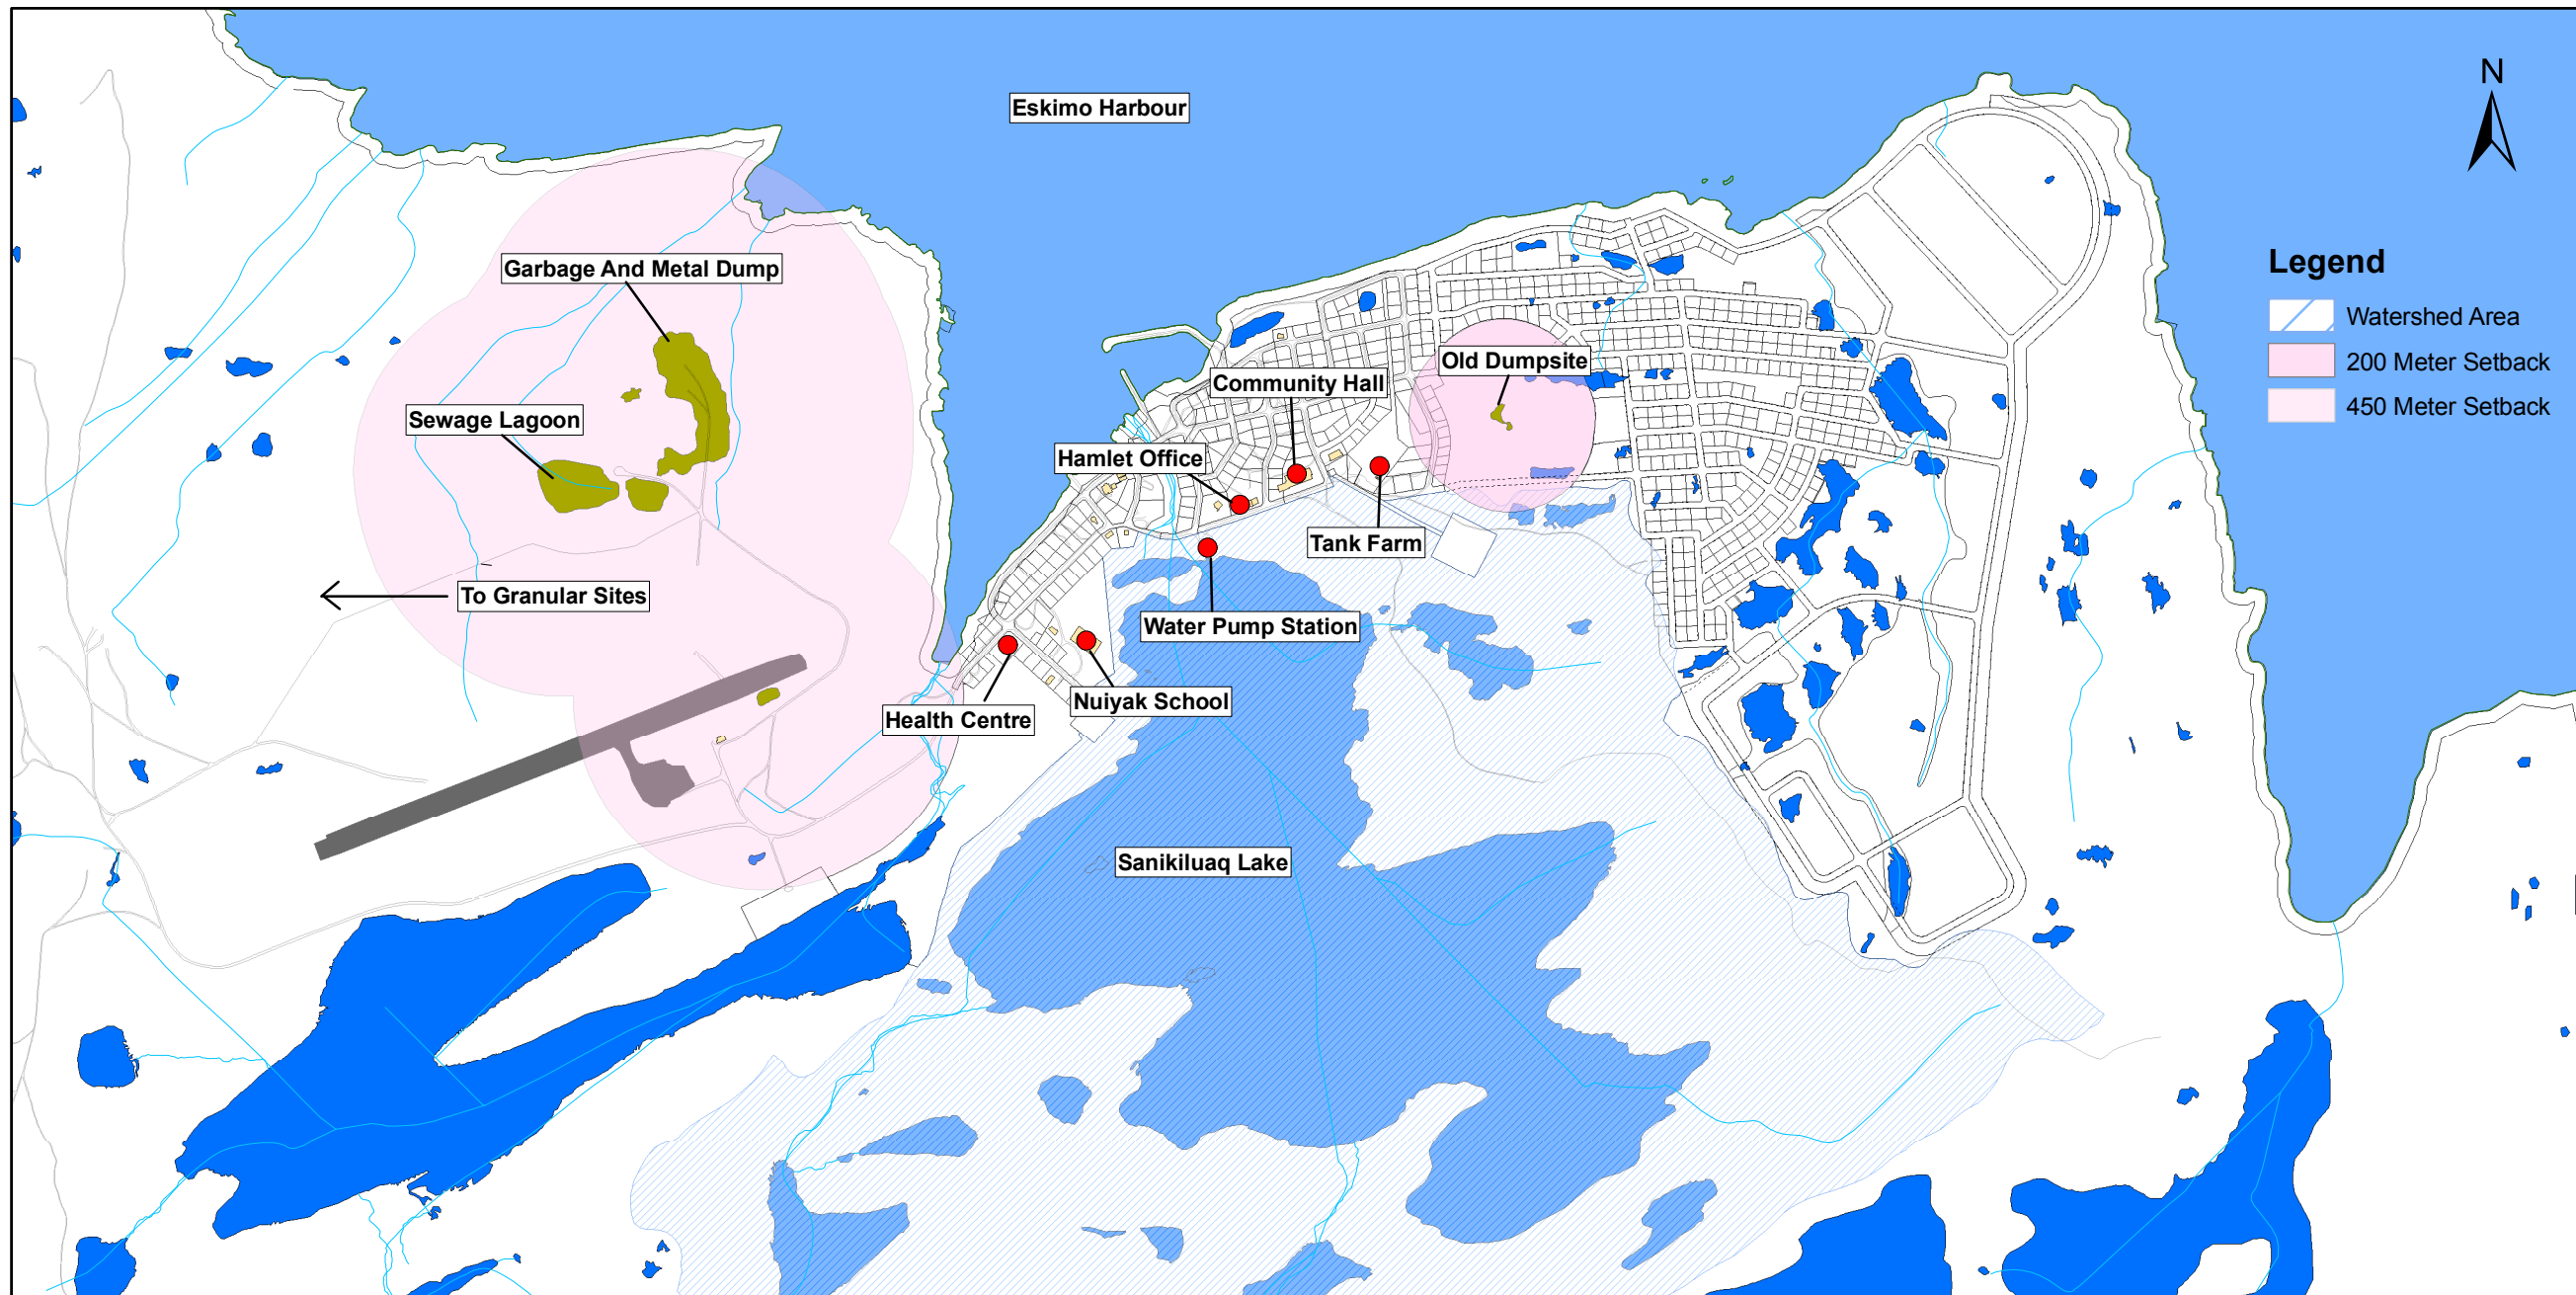 Eskimo Harbour
N
Garbage And Metal Dump
Legend
Watershed Area
200 Meter Setback
450 Meter Setback
Old Dumpsite
Community Hall
Sewage Lagoon
Hamlet Office
Tank Farm
To Granular Sites
Water Pump Station
Nuiyak School
Health Centre
Sanikiluaq Lake